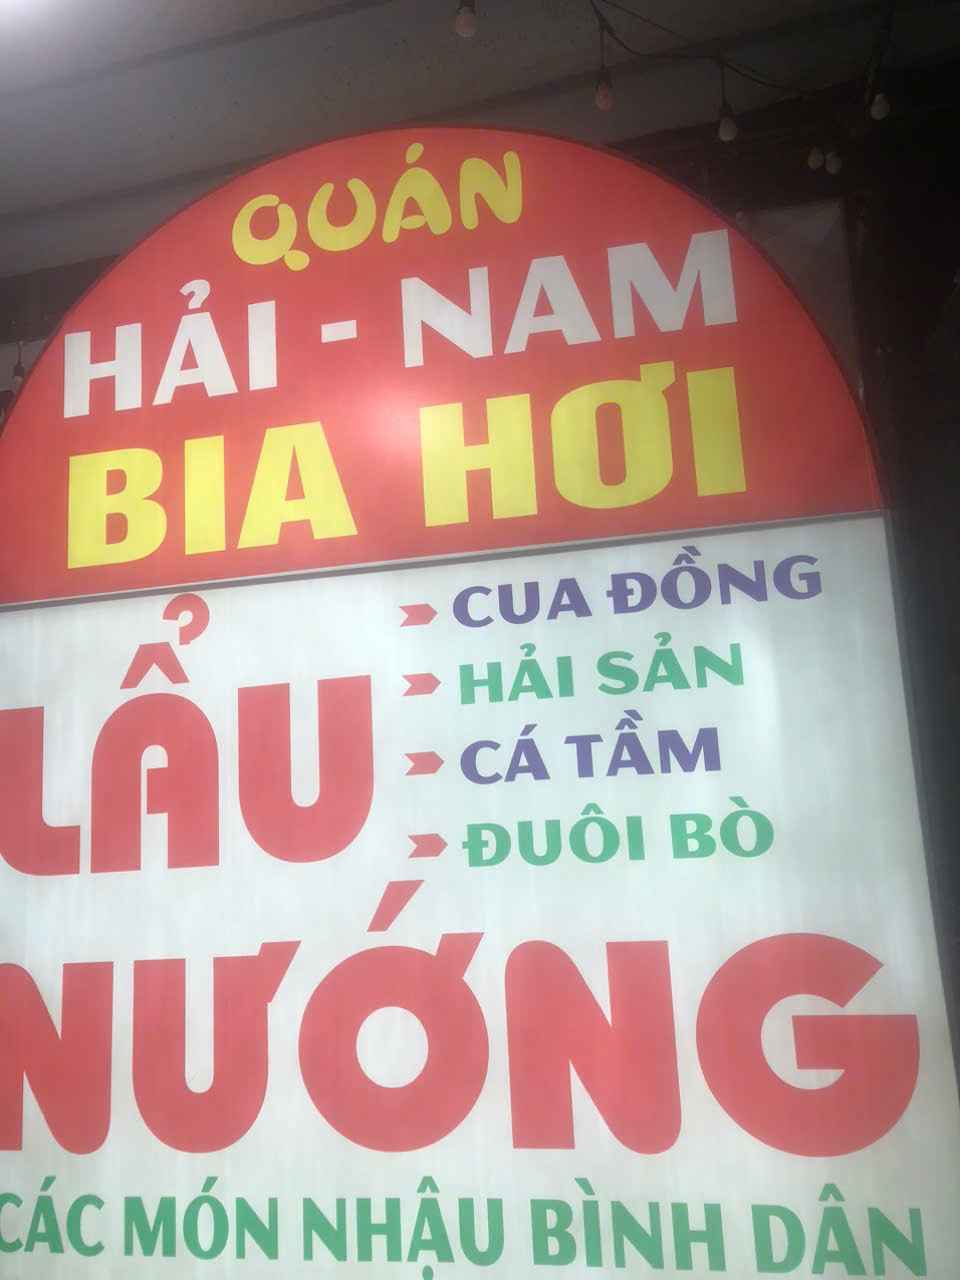 QUÁN
HẢI - NAM
BIA HƠI
LẨU
CUA ĐỒNG
HẢI SẢN
CÁ TẦM
ĐUÔI BÒ
NƯỚNG
CÁC MÓN NHẬU BÌNH DÂN